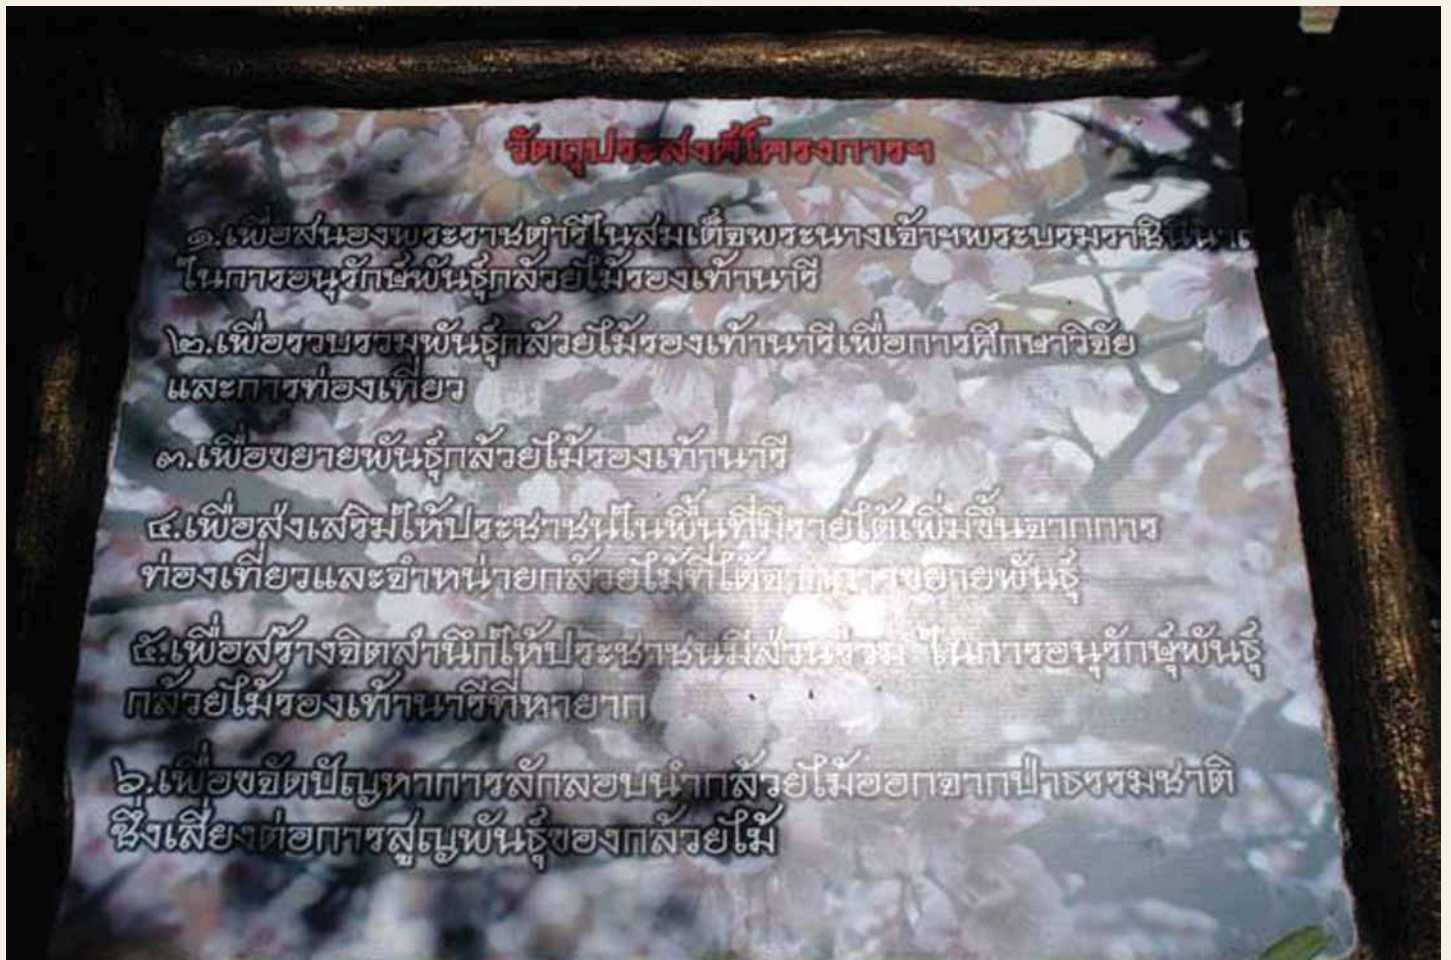 วัตถุประสงค์โครงการฯ
๑.เพื่อสนองพระราชดำริในสมเด็จพระนางเจ้าฯพระบรมราชินีนาถ
ในการอนุรักษ์พันธุ์กล้วยไม้รองเท้านารี
๒.เพื่อรวบรวมพันธุ์กล้วยไม้รองเท้านารีเพื่อการศึกษาวิจัย
และการท่องเที่ยว
๓.เพื่อขยายพันธุ์กล้วยไม้รองเท้านารี
๔.เพื่อส่งเสริมให้ประชาชนในพื้นที่มีรายได้เพิ่มขึ้นจากการ
ท่องเที่ยวและจำหน่ายกล้วยไม้ที่ได้จากการขยายพันธุ์
๕.เพื่อสร้างจิตสำนึกให้ประชาชนมีส่วนร่วม ในการอนุรักษ์พันธุ์
กล้วยไม้รองเท้านารีที่หายาก
๖.เพื่อขจัดปัญหาการลักลอบนำกล้วยไม้ออกจากป่าธรรมชาติ
ซึ่งเสี่ยงต่อการสูญพันธุ์ของกล้วยไม้